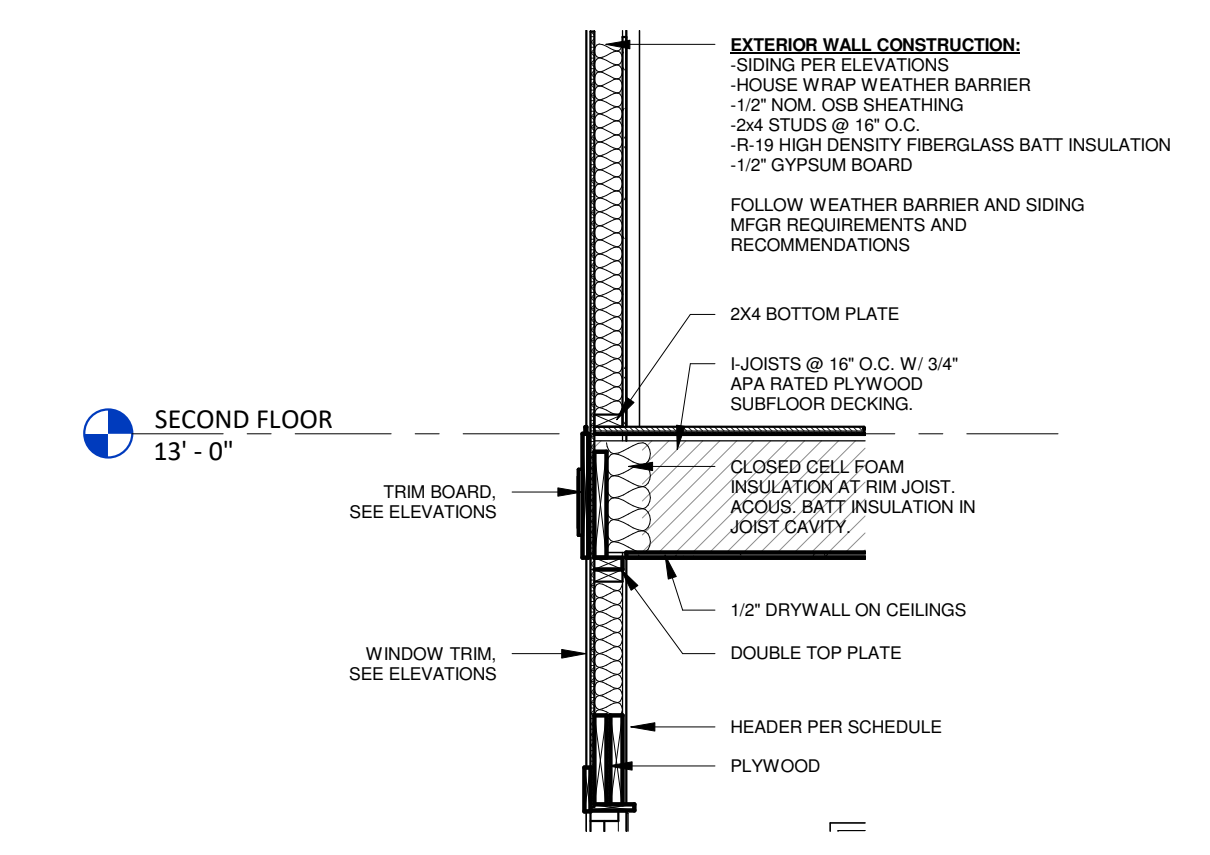 EXTERIOR WALL CONSTRUCTION:
-SIDING PER ELEVATIONS
-HOUSE WRAP WEATHER BARRIER
-1/2" NOM. OSB SHEATHING
-2x4 STUDS @ 16" O.C.
-R-19 HIGH DENSITY FIBERGLASS BATT INSULATION
-1/2" GYPSUM BOARD
FOLLOW WEATHER BARRIER AND SIDING
MFGR REQUIREMENTS AND
RECOMMENDATIONS
2X4 BOTTOM PLATE
I-JOISTS @ 16" O.C. W/ 3/4"
APA RATED PLYWOOD
SUBFLOOR DECKING.
SECOND FLOOR
13' - 0"
CLOSED CELL FOAM
INSULATION AT RIM JOIST.
ACOUS. BATT INSULATION IN
JOIST CAVITY.
TRIM BOARD,
SEE ELEVATIONS
1/2" DRYWALL ON CEILINGS
WINDOW TRIM,
SEE ELEVATIONS
DOUBLE TOP PLATE
HEADER PER SCHEDULE
PLYWOOD